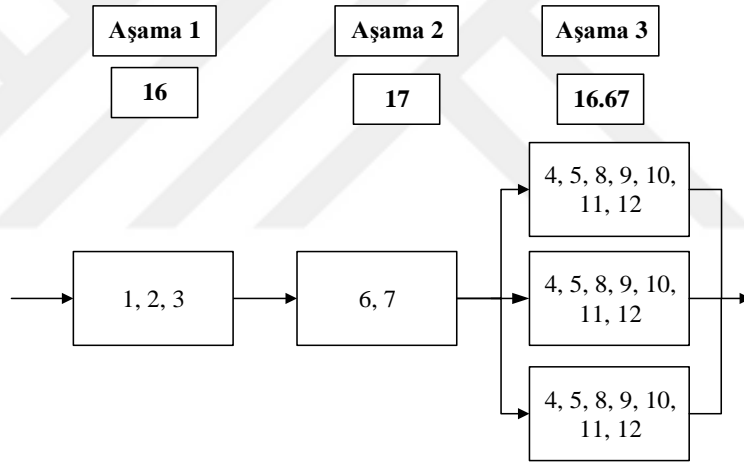 Aşama 1
Aşama 2
Aşama 3
16
17
16.67
4, 5, 8, 9, 10,
11, 12
1, 2, 3
6, 7
4, 5, 8, 9, 10,
11, 12
4, 5, 8, 9, 10,
11, 12